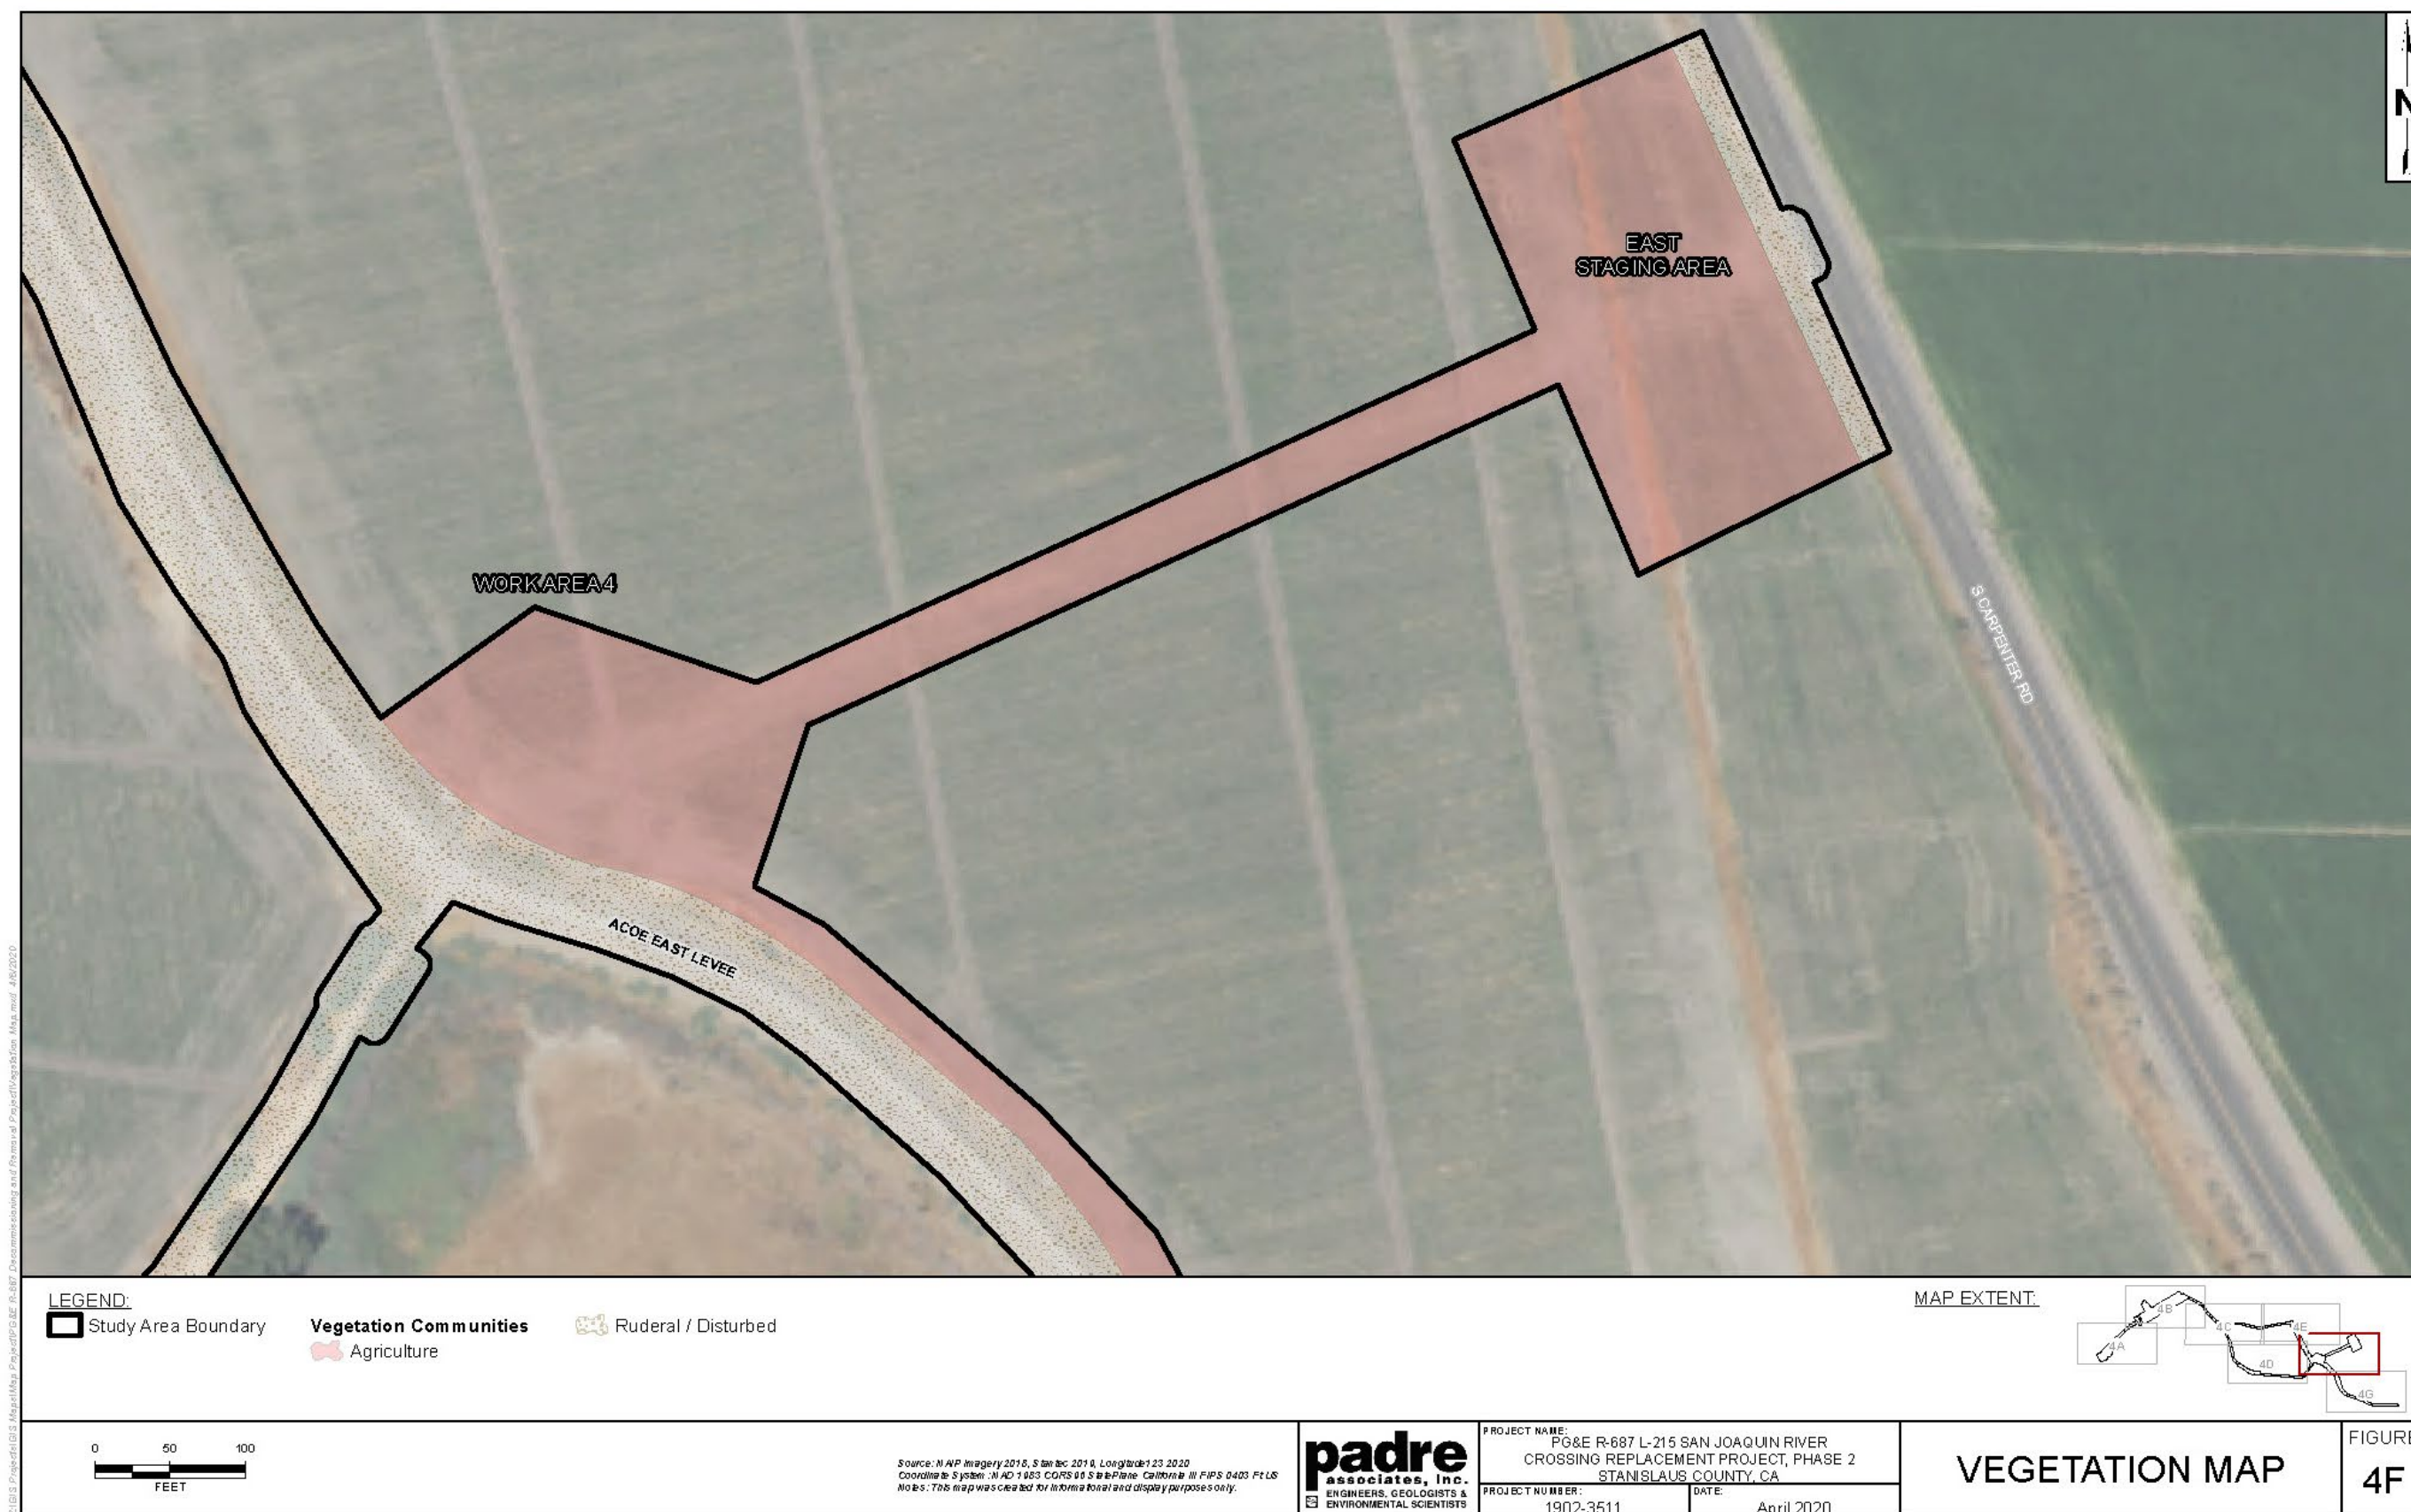 N
EAST
STAGING AREA
WORK AREA 4
S CARPENTER RD
ACOE EAST LEVEE
LEGEND:
Study Area Boundary
Vegetation Communities
Agriculture
Ruderal / Disturbed
MAP EXTENT:
4A
4B
4C
4E
4D
4G
0 50 100
FEET
Source: NAIP Imagery 2018, Stantec 2019, Longitude123 2020
Coordinate System: NAD 1983 CORS96 StatePlane California III FIPS 0403 Ft US
Notes: This map was created for informational and display purposes only.
padre
associates, inc.
ENGINEERS, GEOLOGISTS &
ENVIRONMENTAL SCIENTISTS
PROJECT NAME:
PG&E R-687 L-215 SAN JOAQUIN RIVER
CROSSING REPLACEMENT PROJECT, PHASE 2
STANISLAUS COUNTY, CA
PROJECT NUMBER:
1902-3511
DATE:
April 2020
VEGETATION MAP
FIGURE
4F